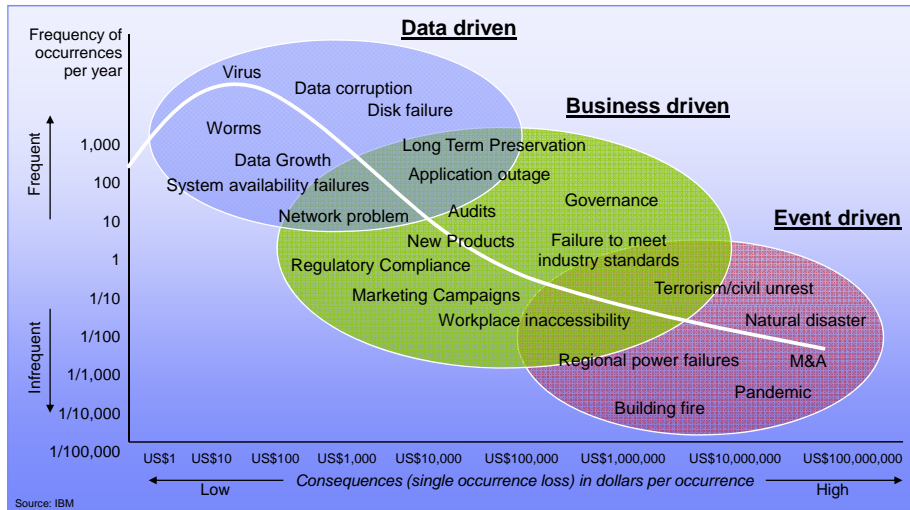 Data driven
Frequency of
occurrences
per year
Virus
Data corruption
Disk failure
Business driven
Worms
Long Term Preservation
1,000
Data Growth
Application outage
System availability failures
100
Governance
Network problem
Audits
10
Event driven
New Products
Failure to meet
industry standards
1
Regulatory Compliance
Terrorism/civil unrest
1/10
Marketing Campaigns
Workplace inaccessibility
Natural disaster
1/100
Regional power failures
M&A
1/1,000
Pandemic
Building fire
1/10,000
1/100,000
Frequent
Infrequent
US$1 US$10 US$100 US$1,000 US$10,000 US$100,000 US$1,000,000 US$10,000,000 US$100,000,000
Low Consequences (single occurrence loss) in dollars per occurrence High
Source: IBM